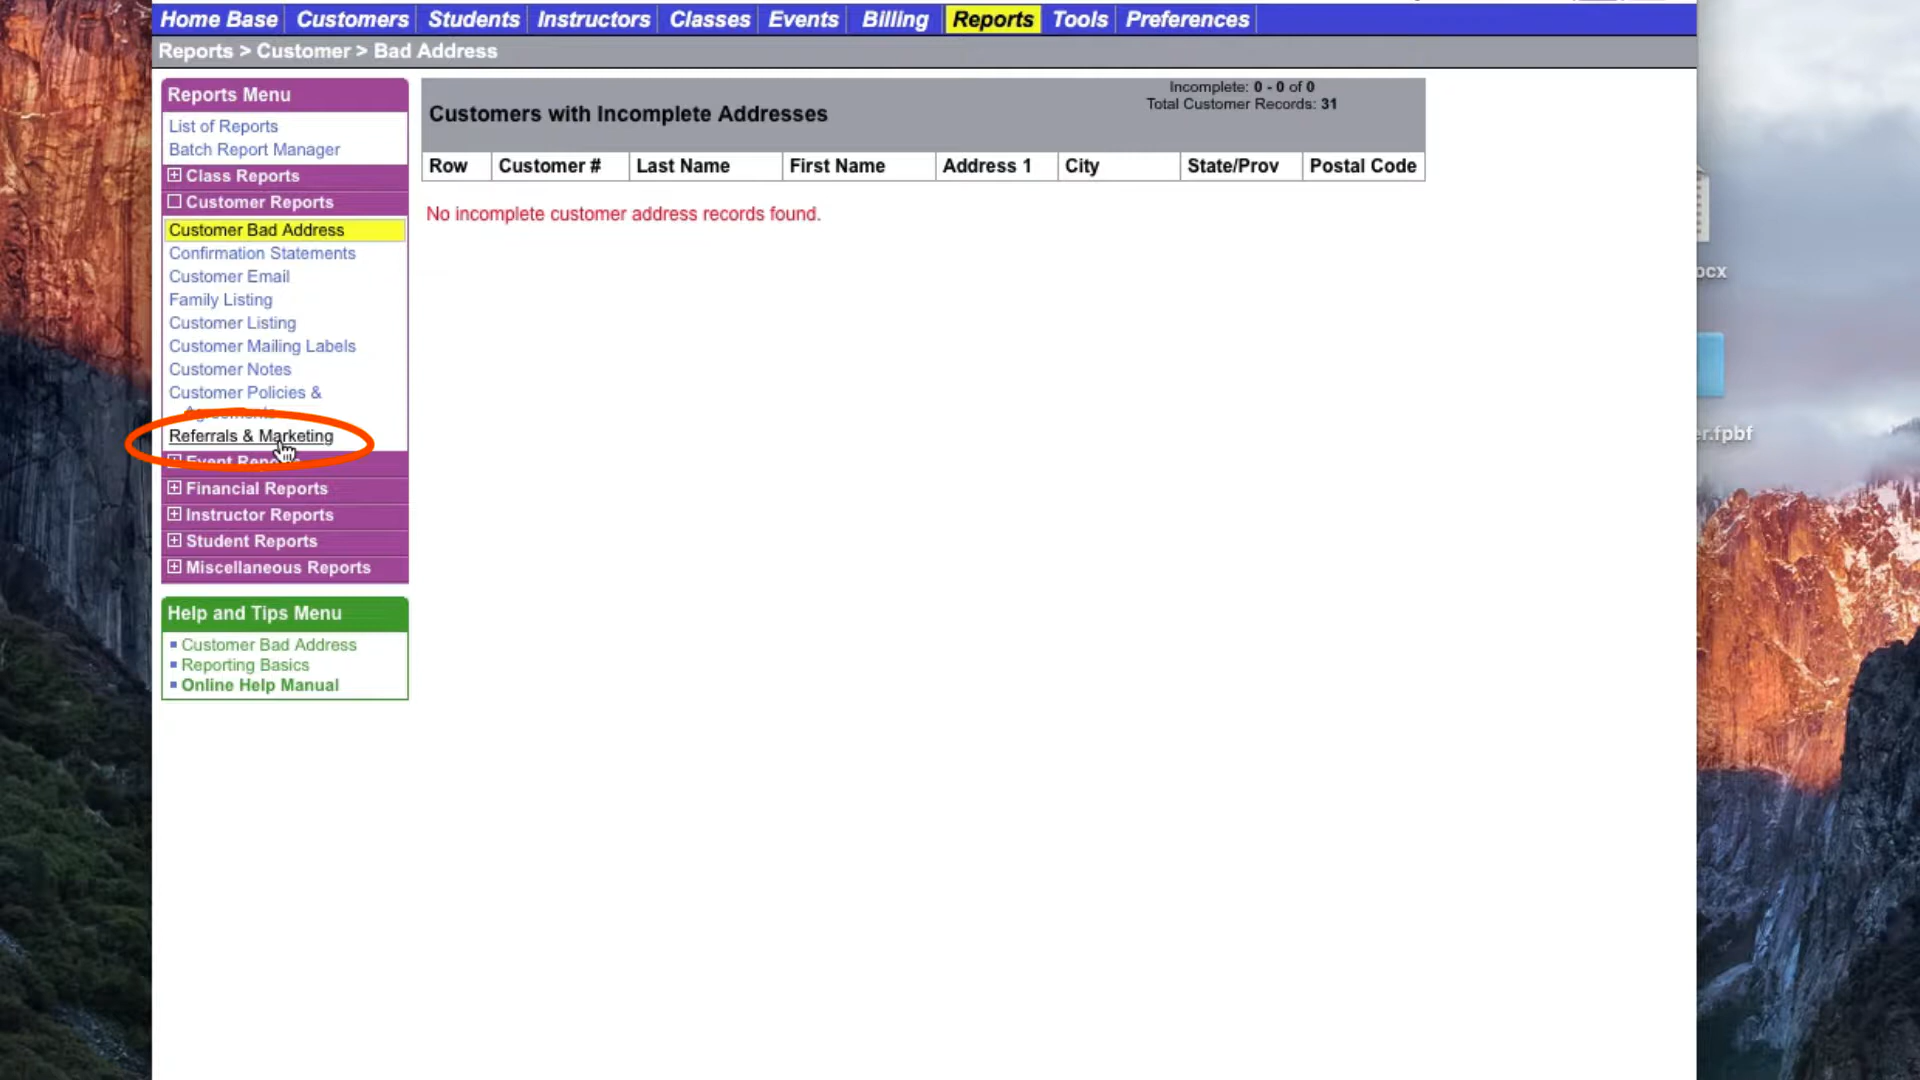 Home Base Customers Students Instructors Classes Events Billing Reports Tools Preferences
Reports > Customer > Bad Address
Reports Menu
List of Reports
Batch Report Manager
Class Reports
Customer Reports
Customer Bad Address
Confirmation Statements
Customer Email
Family Listing
Customer Listing
Customer Mailing Labels
Customer Notes
Customer Policies &
Agreements
Referrals & Marketing
Event Reports
Financial Reports
Instructor Reports
Student Reports
Miscellaneous Reports
Help and Tips Menu
Customer Bad Address
Reporting Basics
Online Help Manual
Customers with Incomplete Addresses
Incomplete: 0 - 0 of 0
Total Customer Records: 31
Row Customer # Last Name First Name Address 1 City State/Prov Postal Code
No incomplete customer address records found.
ocx
er.fpbf